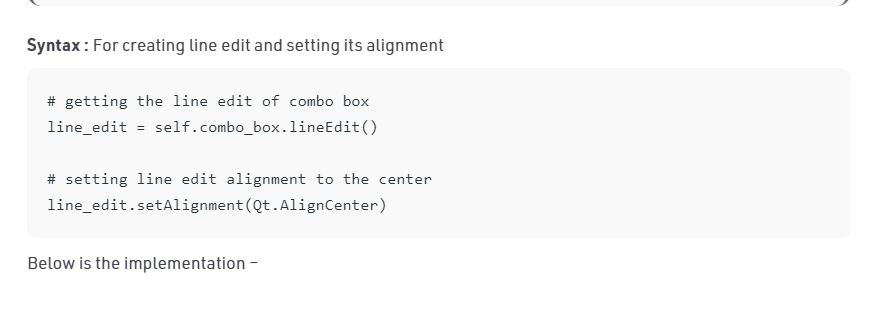 Syntax : For creating line edit and setting its alignment
# getting the line edit of combo box
line_edit = self.combo_box.lineEdit()
# setting line edit alignment to the center
line_edit.setAlignment(Qt.AlignCenter)
Below is the implementation –